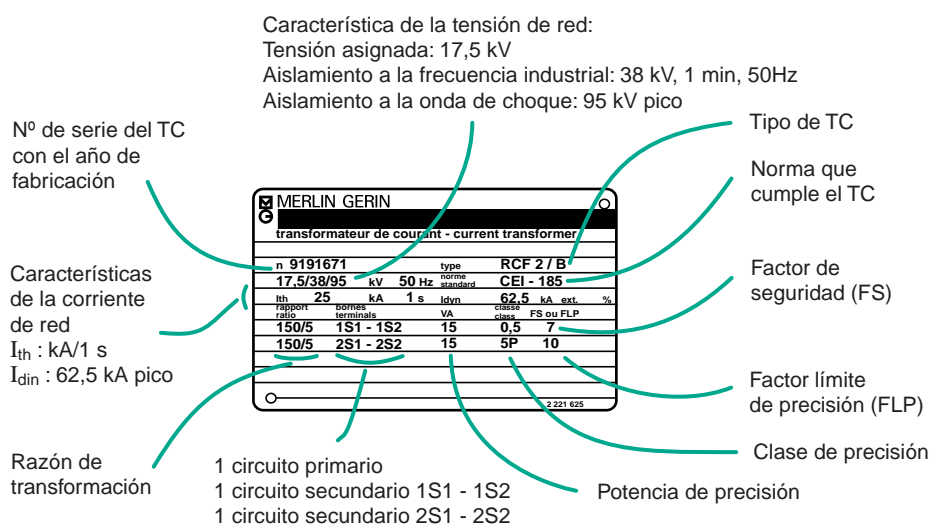 Característica de la tensión de red:
Tensión asignada: 17,5 kV
Aislamiento a la frecuencia industrial: 38 kV, 1 min, 50Hz
Aislamiento a la onda de choque: 95 kV pico
Nº de serie del TC
con el año de
fabricación
Tipo de TC
Norma que
cumple el TC
MERLIN GERIN
transformateur de courant - current transformer
n 9191671 type RCF 2 / B
17,5/38/95 kV 50 Hz norme standard CEI - 185
Ith 25 kA 1 s Idyn 62,5 kA ext. %
rapport bornes classe
ratio terminals VA class FS ou FLP
150/5 1S1 - 1S2 15 0,5 7
150/5 2S1 - 2S2 15 5P 10
2 221 625
Características
de la corriente
de red
Ith : kA/1 s
Idin : 62,5 kA pico
Factor de
seguridad (FS)
Factor límite
de precisión (FLP)
Clase de precisión
Razón de
transformación
1 circuito primario
1 circuito secundario 1S1 - 1S2
1 circuito secundario 2S1 - 2S2
Potencia de precisión